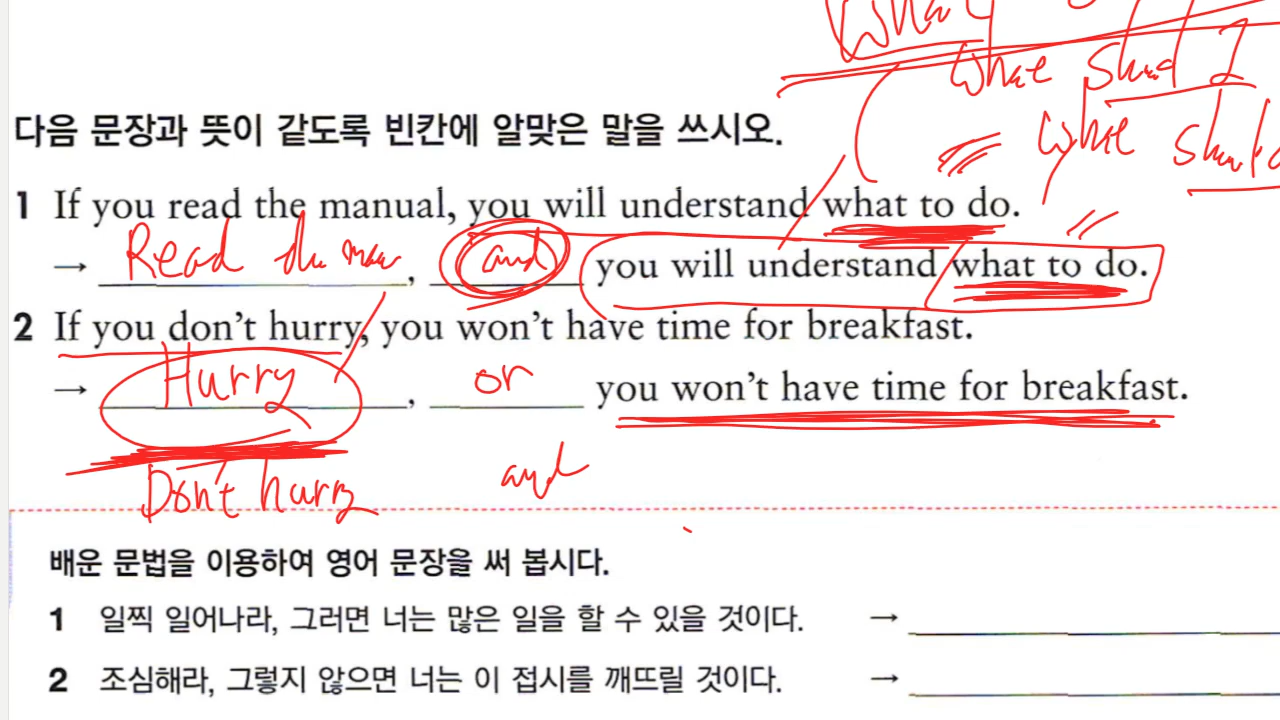 What
What should I
What should
다음 문장과 뜻이 같도록 빈칸에 알맞은 말을 쓰시오.
1 If you read the manual, you will understand what to do.
→ Read the, and you will understand what to do.
2 If you don't hurry, you won't have time for breakfast.
→ Hurry, or you won't have time for breakfast.
Don't hurry and
배운 문법을 이용하여 영어 문장을 써 봅시다.
1 일찍 일어나라, 그러면 너는 많은 일을 할 수 있을 것이다. →
2 조심해라, 그렇지 않으면 너는 이 접시를 깨뜨릴 것이다. →